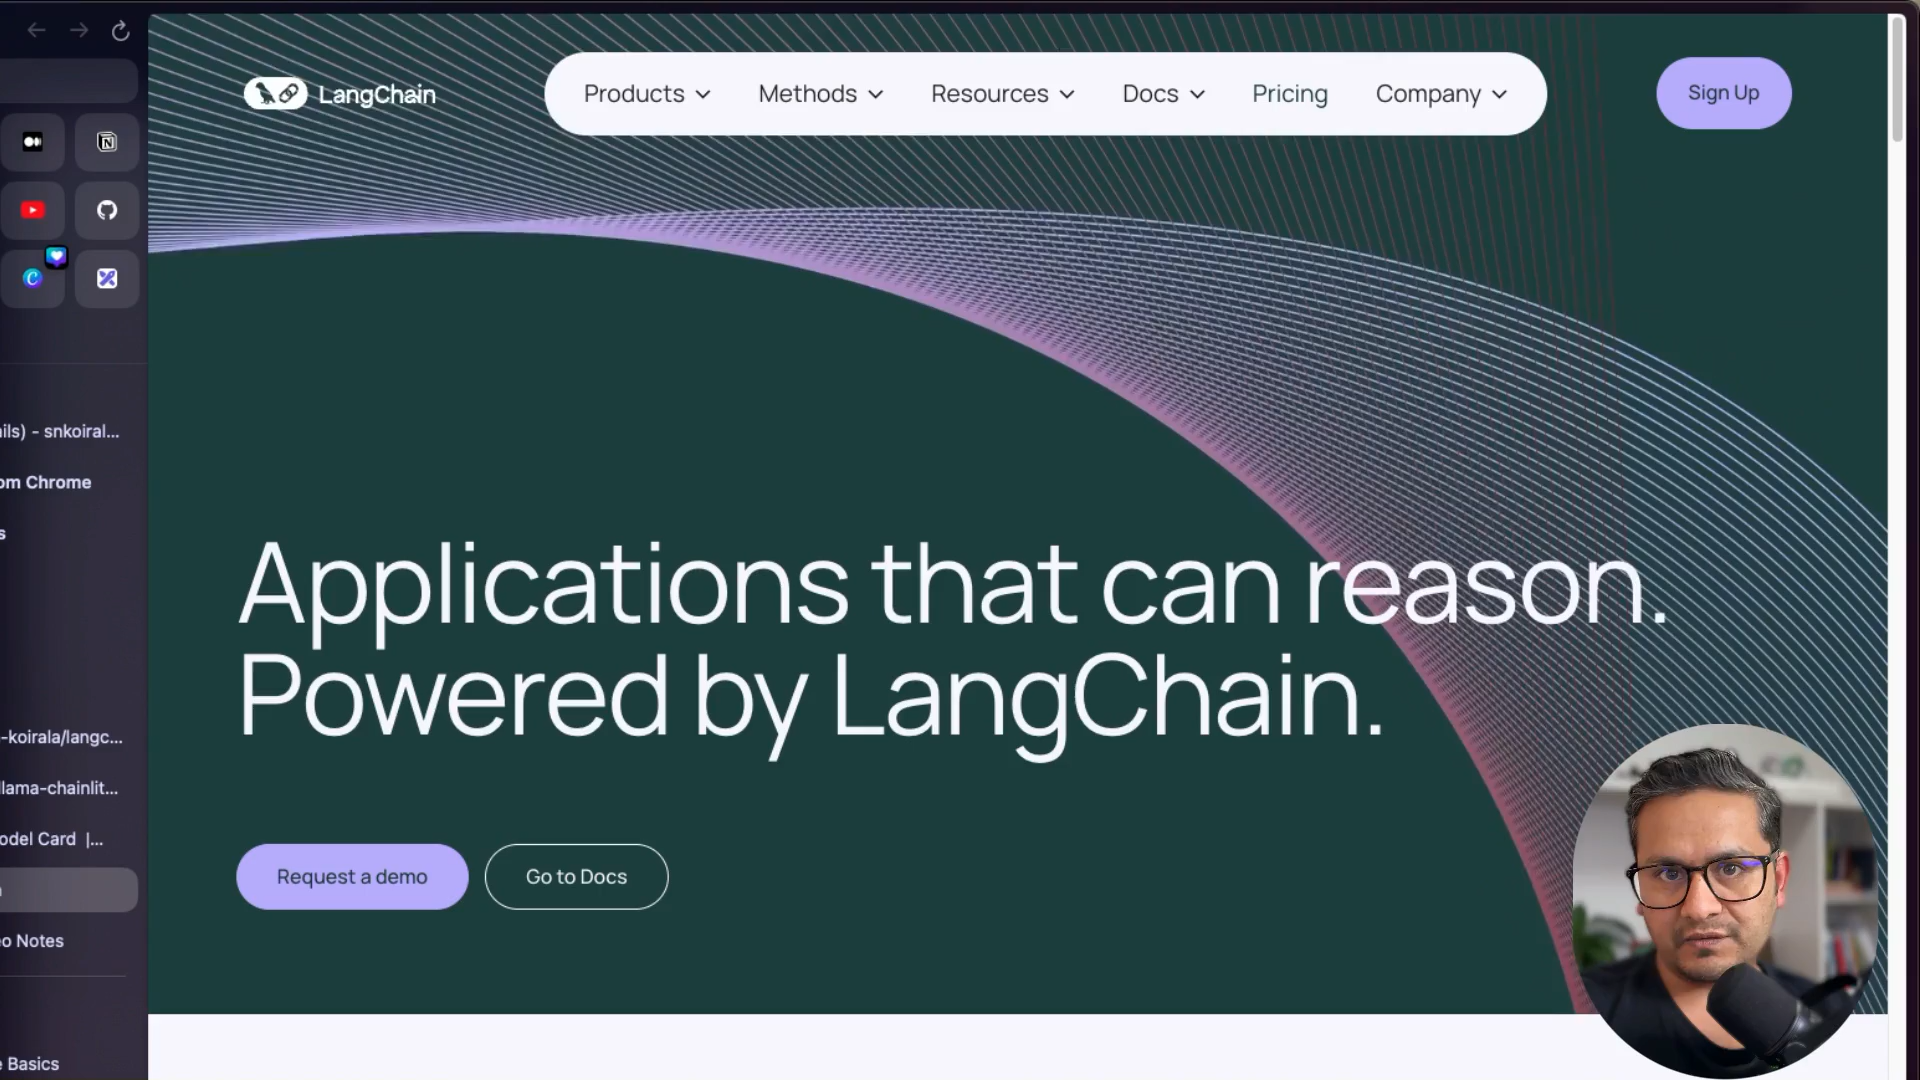 LangChain
Products
Methods
Resources
Docs
Pricing
Company
Sign Up
ils) - snkoiral...
om Chrome
s
-koirala/langc...
llama-chainlit...
odel Card |...
o Notes
e Basics
Applications that can reason.
Powered by LangChain.
Request a demo
Go to Docs